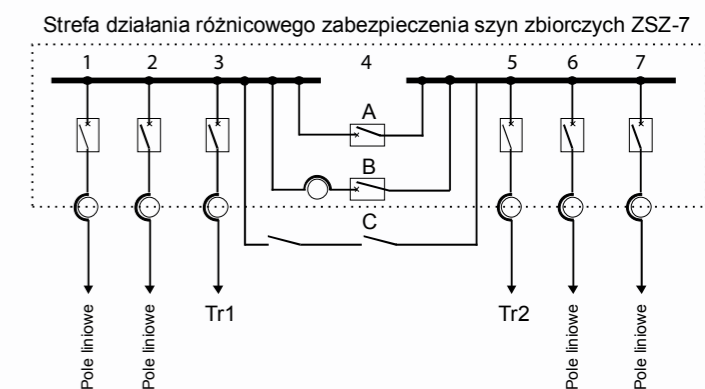 Strefa działania różnicowego zabezpieczenia szyn zbiorczych ZSZ-7
1 2 3 4 5 6 7
A
B
C
Tr1 Tr2
Pole liniowe
Pole liniowe
Pole liniowe
Pole liniowe